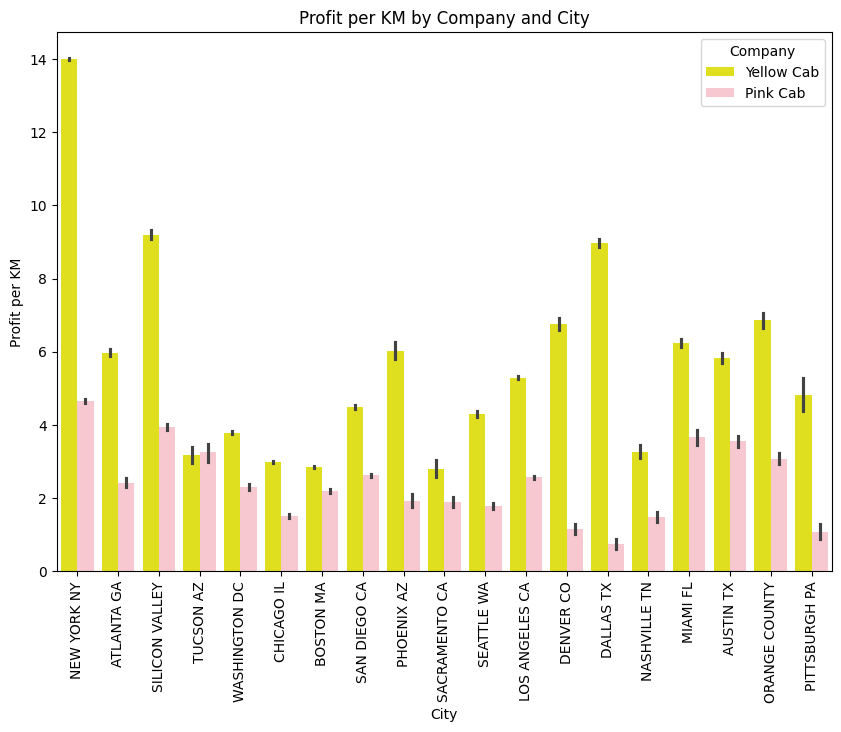 Profit per KM by Company and City
Company
Yellow Cab
Pink Cab
Profit per KM
14
12
10
8
6
4
2
0
NEW YORK NY
ATLANTA GA
SILICON VALLEY
TUCSON AZ
WASHINGTON DC
CHICAGO IL
BOSTON MA
SAN DIEGO CA
PHOENIX AZ
SACRAMENTO CA
SEATTLE WA
LOS ANGELES CA
DENVER CO
DALLAS TX
NASHVILLE TN
MIAMI FL
AUSTIN TX
ORANGE COUNTY
PITTSBURGH PA
City